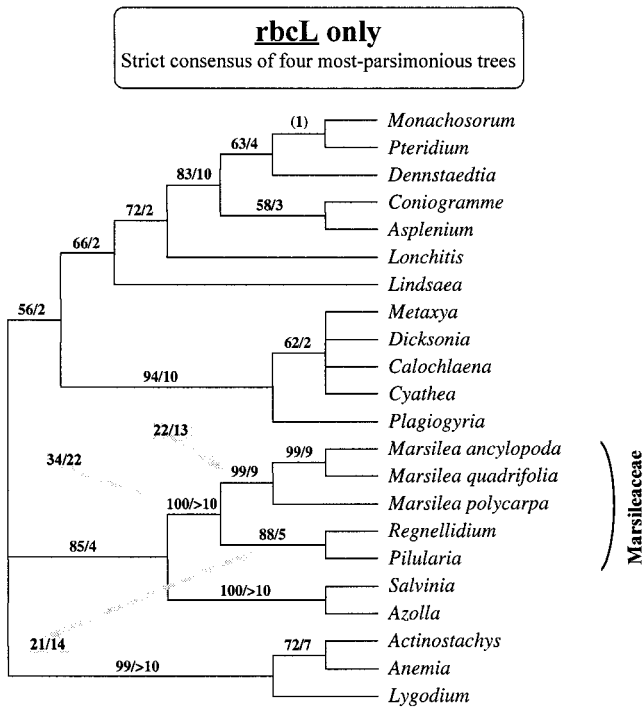 rbcL only
Strict consensus of four most-parsimonious trees
(1)
Monachosorum
63/4
Pteridium
83/10
Dennstaedtia
Coniogramme
72/2
58/3
Asplenium
66/2
Lonchitis
Lindsaea
56/2
Metaxya
62/2
Dicksonia
94/10
Calochlaena
Cyathea
Plagiogyria
22/13
99/9
Marsilea ancylopoda
34/22
99/9
Marsilea quadrifolia
100/>10
Marsilea polycarpa
88/5
Regnellidium
85/4
Pilularia
Marsileaceae
100/>10
Salvinia
Azolla
21/14
72/7
Actinostachys
99/>10
Anemia
Lygodium